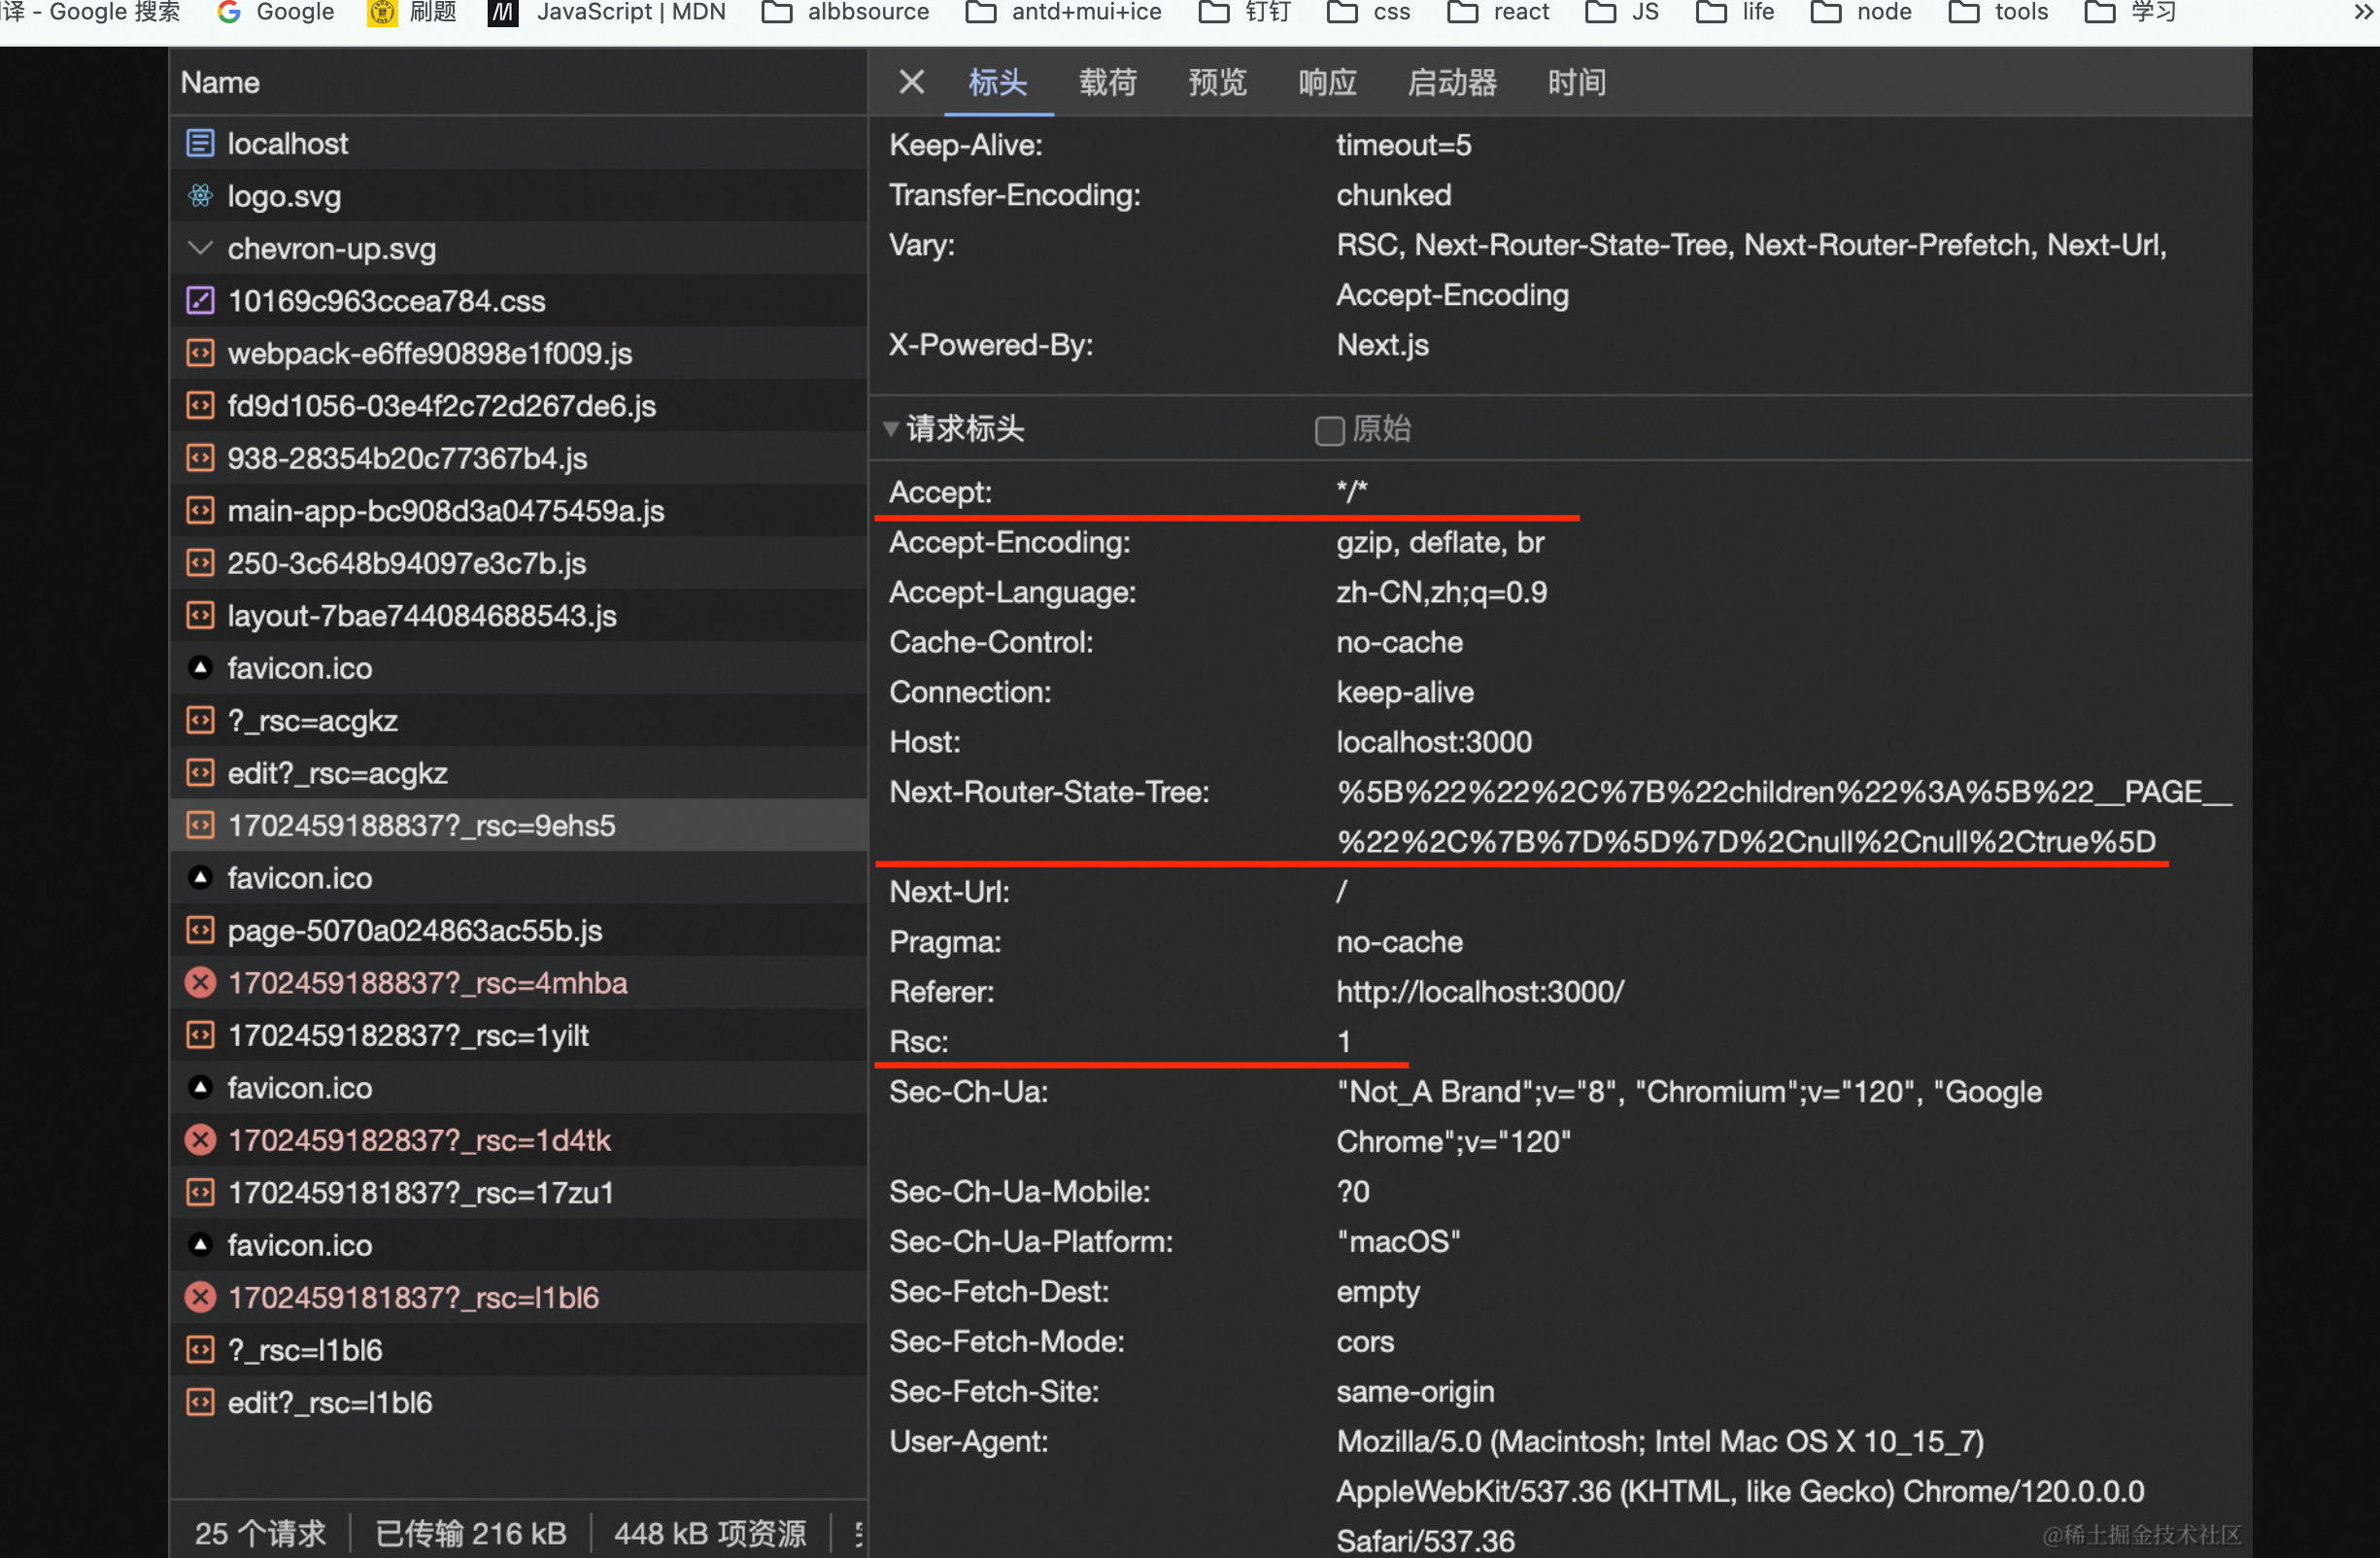 译 - Google 搜索 Google 刷题 JavaScript | MDN albbsource antd+mui+ice 钉钉 css react JS life node tools 学习 »
Name
localhost
logo.svg
chevron-up.svg
10169c963ccea784.css
webpack-e6ffe90898e1f009.js
fd9d1056-03e4f2c72d267de6.js
938-28354b20c77367b4.js
main-app-bc908d3a0475459a.js
250-3c648b94097e3c7b.js
layout-7bae744084688543.js
favicon.ico
?_rsc=acgkz
edit?_rsc=acgkz
1702459188837?_rsc=9ehs5
favicon.ico
page-5070a024863ac55b.js
1702459188837?_rsc=4mhba
1702459182837?_rsc=1yilt
favicon.ico
1702459182837?_rsc=1d4tk
1702459181837?_rsc=17zu1
favicon.ico
1702459181837?_rsc=l1bl6
?_rsc=l1bl6
edit?_rsc=l1bl6
25 个请求 已传输 216 kB 448 kB 项资源
标头 载荷 预览 响应 启动器 时间
Keep-Alive: timeout=5
Transfer-Encoding: chunked
Vary: RSC, Next-Router-State-Tree, Next-Router-Prefetch, Next-Url,
Accept-Encoding
X-Powered-By: Next.js
请求标头 原始
Accept: */*
Accept-Encoding: gzip, deflate, br
Accept-Language: zh-CN,zh;q=0.9
Cache-Control: no-cache
Connection: keep-alive
Host: localhost:3000
Next-Router-State-Tree: %5B%22%22%2C%7B%22children%22%3A%5B%22__PAGE__
%22%2C%7B%7D%5D%7D%2Cnull%2Cnull%2Ctrue%5D
Next-Url: /
Pragma: no-cache
Referer: http://localhost:3000/
Rsc: 1
Sec-Ch-Ua: "Not_A Brand";v="8", "Chromium";v="120", "Google
Chrome";v="120"
Sec-Ch-Ua-Mobile: ?0
Sec-Ch-Ua-Platform: "macOS"
Sec-Fetch-Dest: empty
Sec-Fetch-Mode: cors
Sec-Fetch-Site: same-origin
User-Agent: Mozilla/5.0 (Macintosh; Intel Mac OS X 10_15_7)
AppleWebKit/537.36 (KHTML, like Gecko) Chrome/120.0.0.0
Safari/537.36
@稀土掘金技术社区